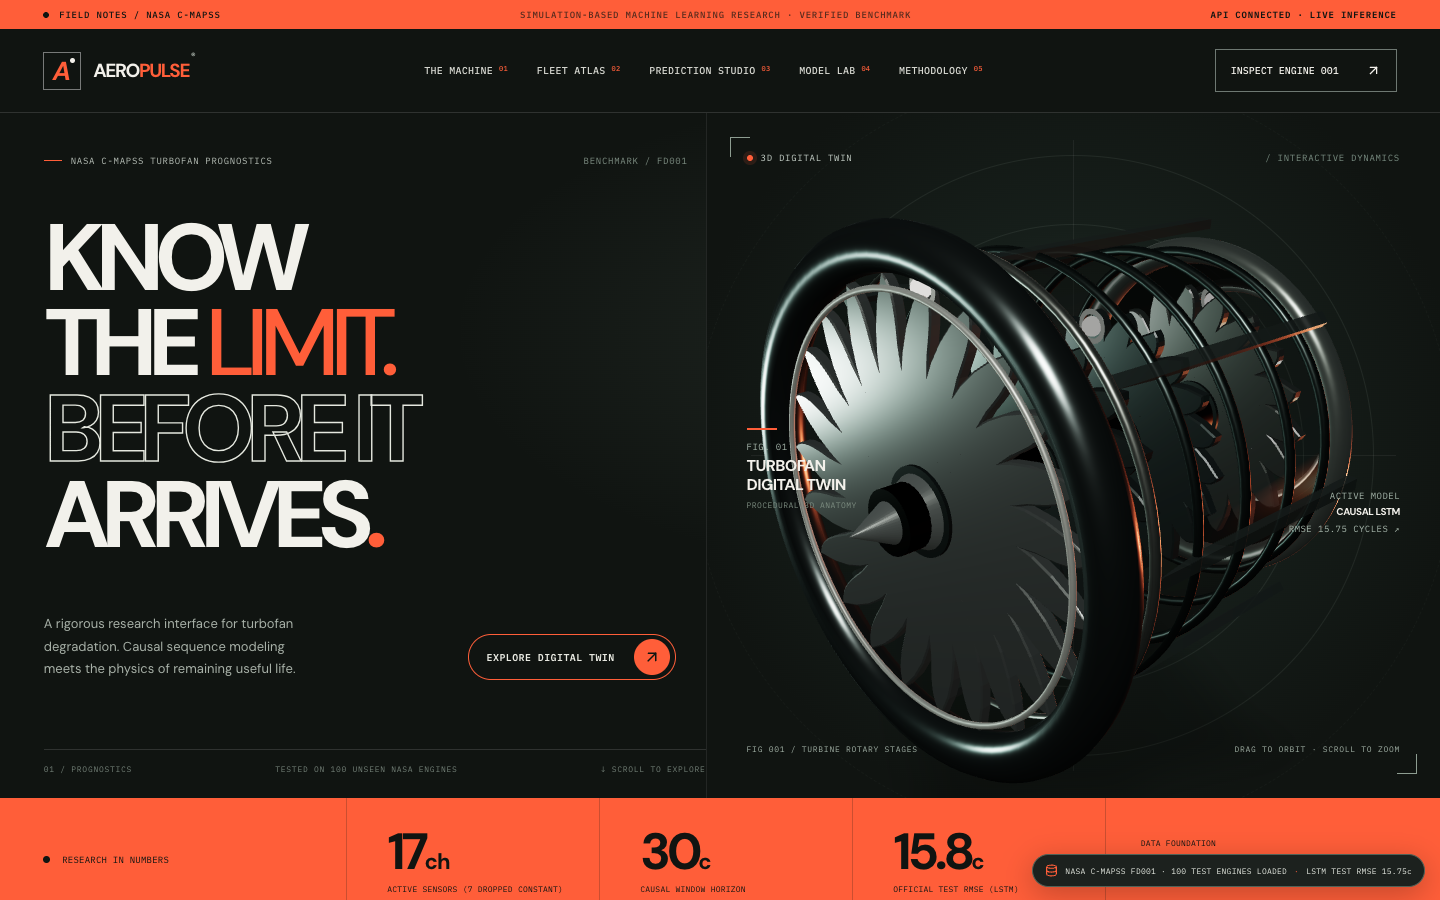 FIELD NOTES / NASA C-MAPSS
SIMULATION-BASED MACHINE LEARNING RESEARCH · VERIFIED BENCHMARK
API CONNECTED · LIVE INFERENCE
A
AEROPULSE
THE MACHINE 01
FLEET ATLAS 02
PREDICTION STUDIO 03
MODEL LAB 04
METHODOLOGY 05
INSPECT ENGINE 001
NASA C-MAPSS TURBOFAN PROGNOSTICS
BENCHMARK / FD001
KNOW
THE LIMIT.
BEFORE IT
ARRIVES.
A rigorous research interface for turbofan
degradation. Causal sequence modeling
meets the physics of remaining useful life.
EXPLORE DIGITAL TWIN
01 / PROGNOSTICS
TESTED ON 100 UNSEEN NASA ENGINES
↓ SCROLL TO EXPLORE
3D DIGITAL TWIN
/ INTERACTIVE DYNAMICS
FIG. 01
TURBOFAN
DIGITAL TWIN
PROCEDURAL 3D ANATOMY
ACTIVE MODEL
CAUSAL LSTM
RMSE 15.75 CYCLES ↗
FIG 001 / TURBINE ROTARY STAGES
DRAG TO ORBIT · SCROLL TO ZOOM
RESEARCH IN NUMBERS
17ch
ACTIVE SENSORS (7 DROPPED CONSTANT)
30c
CAUSAL WINDOW HORIZON
15.8c
OFFICIAL TEST RMSE (LSTM)
DATA FOUNDATION
NASA C-MAPSS FD001 · 100 TEST ENGINES LOADED · LSTM TEST RMSE 15.75c